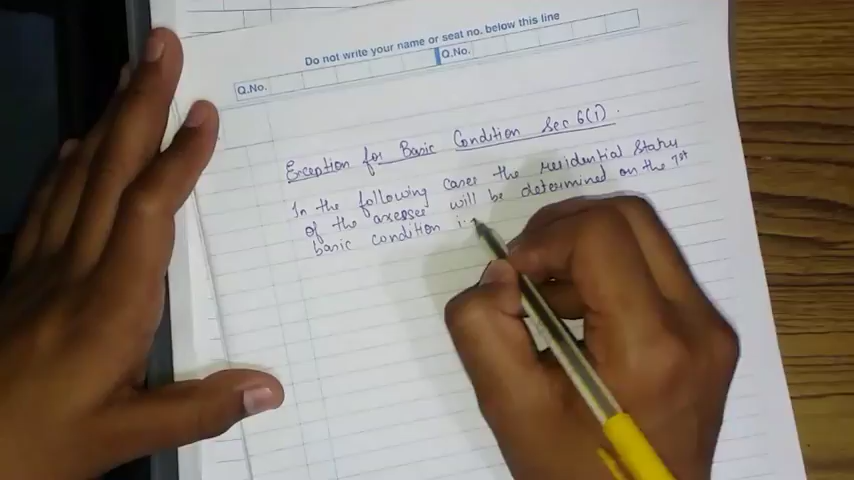 Do not write your name or seat no. below this line
Q.No. Q.No.
Exception for Basic Condition Sec 6(1).
In the following cases the residential Status
of the assessee will be determined on the 1st
basic condition i.